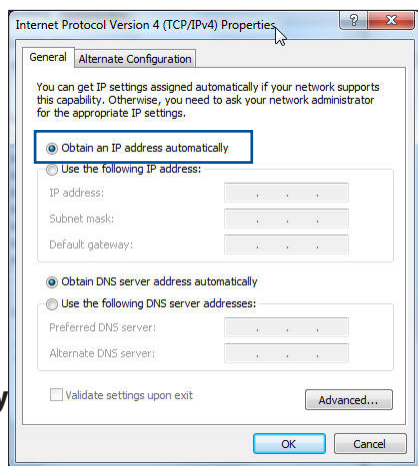 Internet Protocol Version 4 (TCP/IPv4) Properties
General Alternate Configuration
You can get IP settings assigned automatically if your network supports
this capability. Otherwise, you need to ask your network administrator
for the appropriate IP settings.
Obtain an IP address automatically
Use the following IP address:
IP address:
Subnet mask:
Default gateway:
Obtain DNS server address automatically
Use the following DNS server addresses:
Preferred DNS server:
Alternate DNS server:
y
Validate settings upon exit
Advanced...
OK Cancel